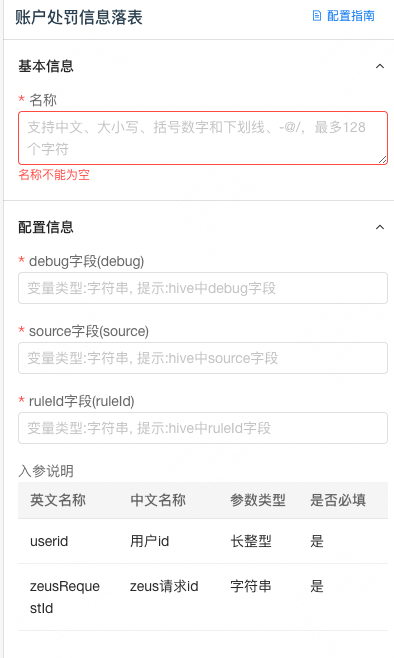 账户处罚信息落表
配置指南
基本信息
* 名称
支持中文、大小写、括号数字和下划线、-@/，最多128
个字符
名称不能为空
配置信息
* debug字段(debug)
变量类型:字符串, 提示:hive中debug字段
* source字段(source)
变量类型:字符串, 提示:hive中source字段
* ruleId字段(ruleId)
变量类型:字符串, 提示:hive中ruleId字段
入参说明
英文名称 中文名称 参数类型 是否必填
userid 用户id 长整型 是
zeusReque zeus请求id 字符串 是
stId